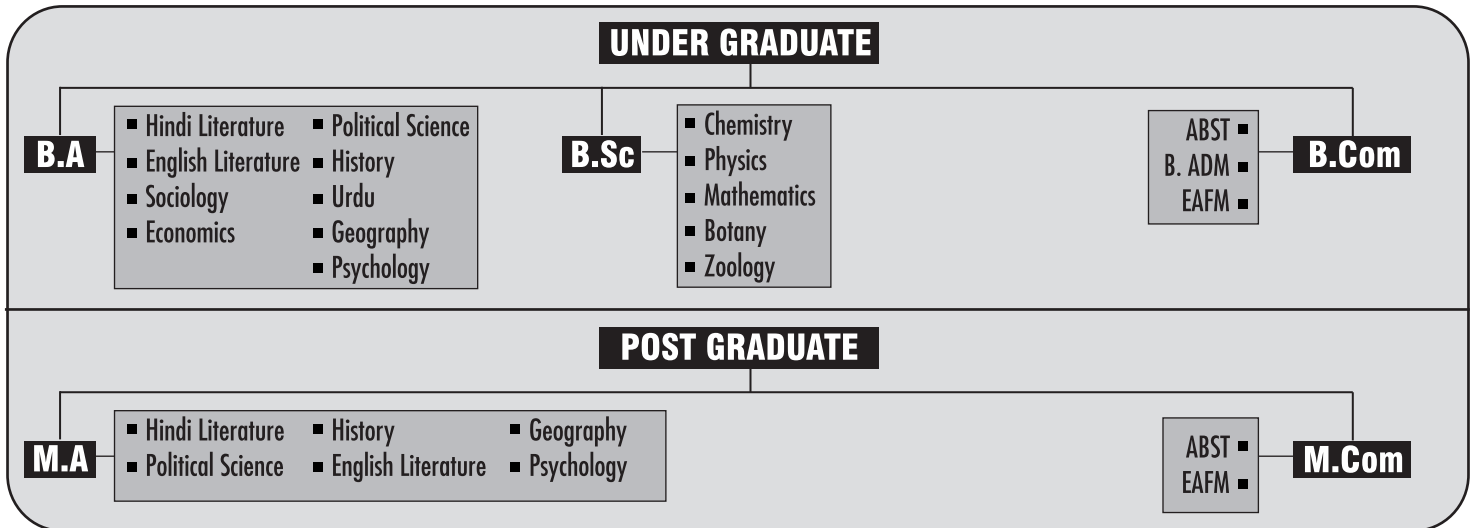 UNDER GRADUATE
B.A
Hindi Literature
English Literature
Sociology
Economics
Political Science
History
Urdu
Geography
Psychology
B.Sc
Chemistry
Physics
Mathematics
Botany
Zoology
ABST
B. ADM
EAFM
B.Com
POST GRADUATE
M.A
Hindi Literature
Political Science
History
English Literature
Geography
Psychology
ABST
EAFM
M.Com